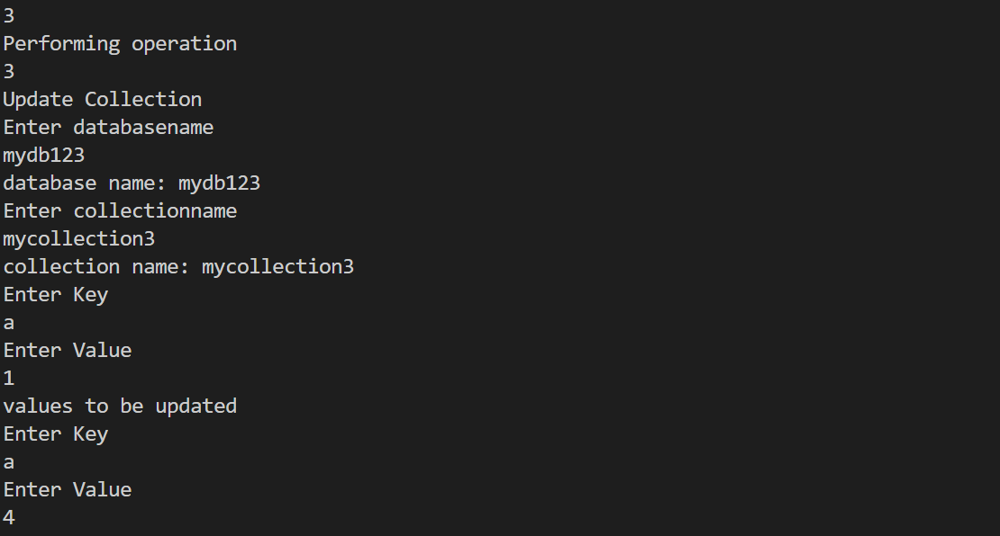 3
Performing operation
3
Update Collection
Enter databasename
mydb123
database name: mydb123
Enter collectionname
mycollection3
collection name: mycollection3
Enter Key
a
Enter Value
1
values to be updated
Enter Key
a
Enter Value
4